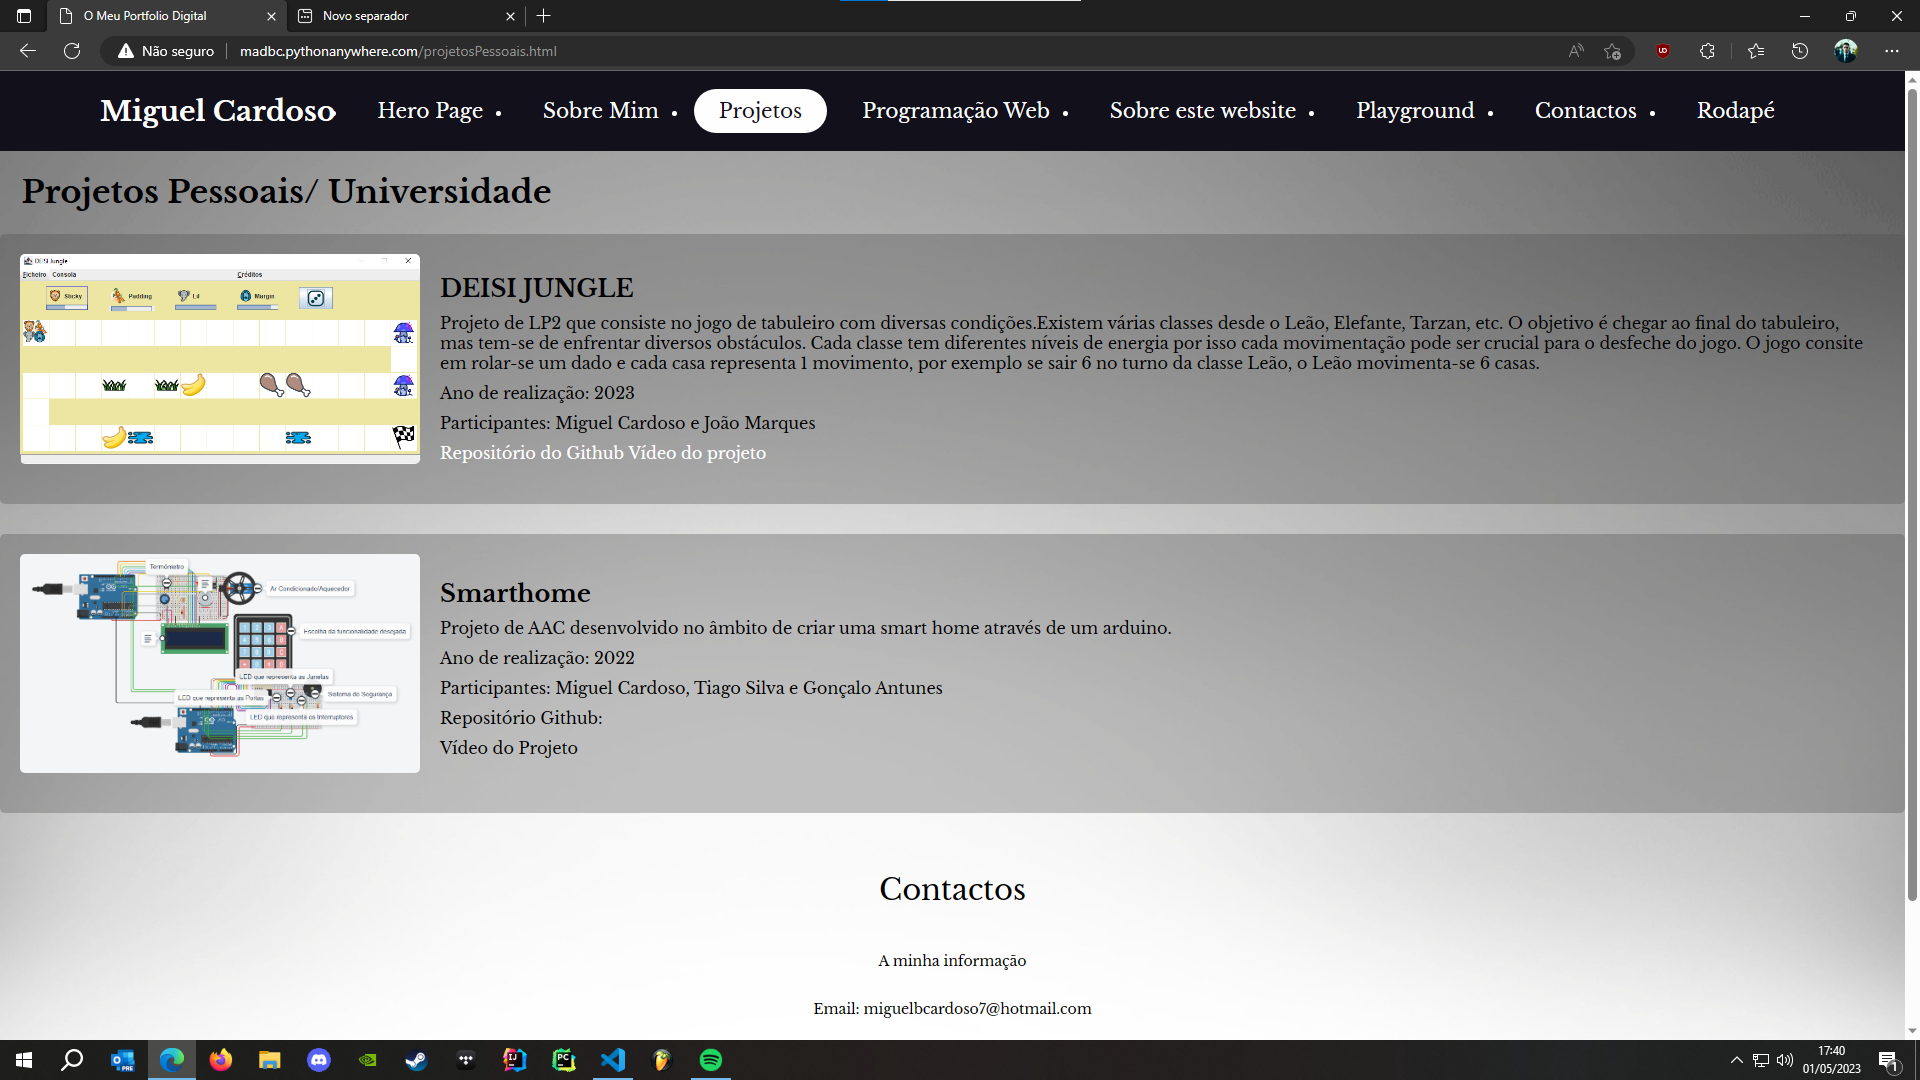 O Meu Portfolio Digital
Novo separador
Não seguro
madbc.pythonanywhere.com/projetosPessoais.html
Miguel Cardoso
Hero Page
Sobre Mim
Projetos
Programação Web
Sobre este website
Playground
Contactos
Rodapé
Projetos Pessoais/ Universidade
DEISI Jungle
Ficheiro Consola Créditos
Sticky Padding Lil Margin
DEISI JUNGLE
Projeto de LP2 que consiste no jogo de tabuleiro com diversas condições.Existem várias classes desde o Leão, Elefante, Tarzan, etc. O objetivo é chegar ao final do tabuleiro,
mas tem-se de enfrentar diversos obstáculos. Cada classe tem diferentes níveis de energia por isso cada movimentação pode ser crucial para o desfeche do jogo. O jogo consite
em rolar-se um dado e cada casa representa 1 movimento, por exemplo se sair 6 no turno da classe Leão, o Leão movimenta-se 6 casas.
Ano de realização: 2023
Participantes: Miguel Cardoso e João Marques
Repositório do Github Vídeo do projeto
Termómetro
Ar Condicionado/Aquecedor
Escolha da funcionalidade desejada
LED que representa as Janelas
Sistema de Segurança
LED que representa as Portas
LED que representa os Interruptores
Smarthome
Projeto de AAC desenvolvido no âmbito de criar uma smart home através de um arduino.
Ano de realização: 2022
Participantes: Miguel Cardoso, Tiago Silva e Gonçalo Antunes
Repositório Github:
Vídeo do Projeto
Contactos
A minha informação
Email: miguelbcardoso7@hotmail.com
17:40
01/05/2023